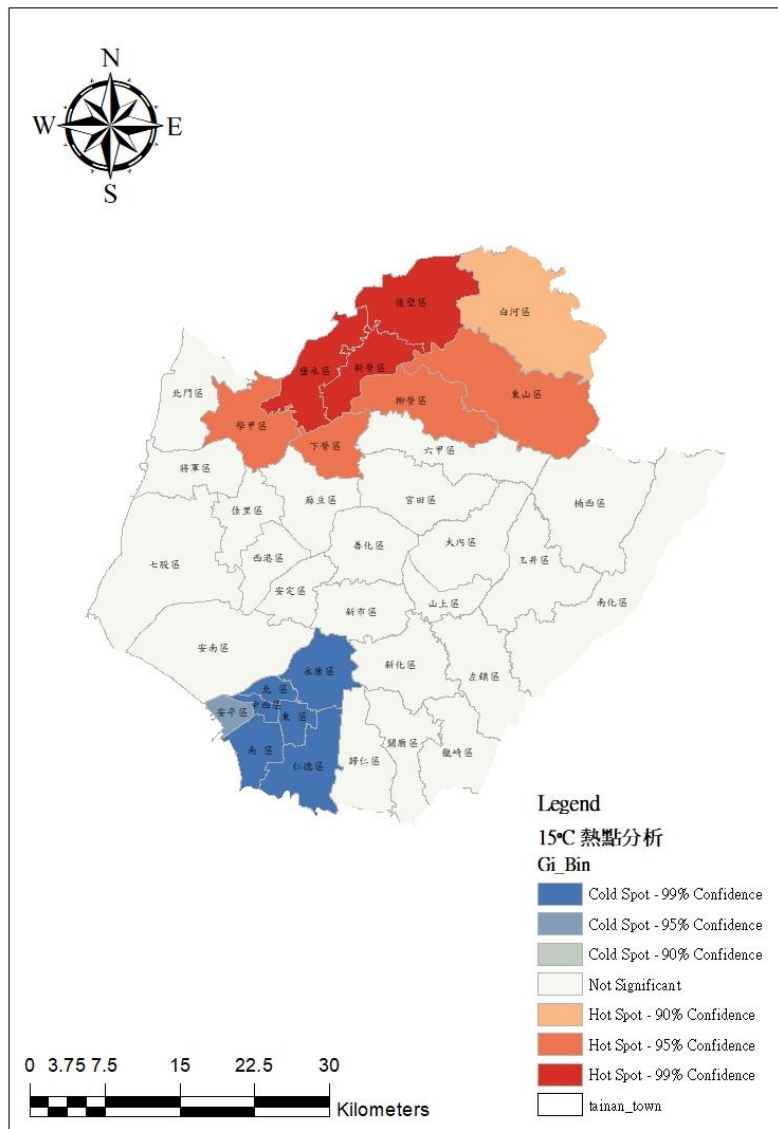 N
W
E
S
後壁區
白河區
鹽水區
新營區
東山區
柳營區
北門區
學甲區
下營區
六甲區
將軍區
麻豆區
官田區
楠西區
佳里區
善化區
大內區
玉井區
七股區
西港區
南化區
安定區
新市區
山上區
安南區
永康區
新化區
左鎮區
北 區
中西區
安平區
東 區
南 區
仁德區
歸仁區
關廟區
龍崎區
Legend
15°C 熱點分析
Gi_Bin
Cold Spot - 99% Confidence
Cold Spot - 95% Confidence
Cold Spot - 90% Confidence
Not Significant
Hot Spot - 90% Confidence
Hot Spot - 95% Confidence
Hot Spot - 99% Confidence
tainan_town
0 3.75 7.5 15 22.5 30
Kilometers